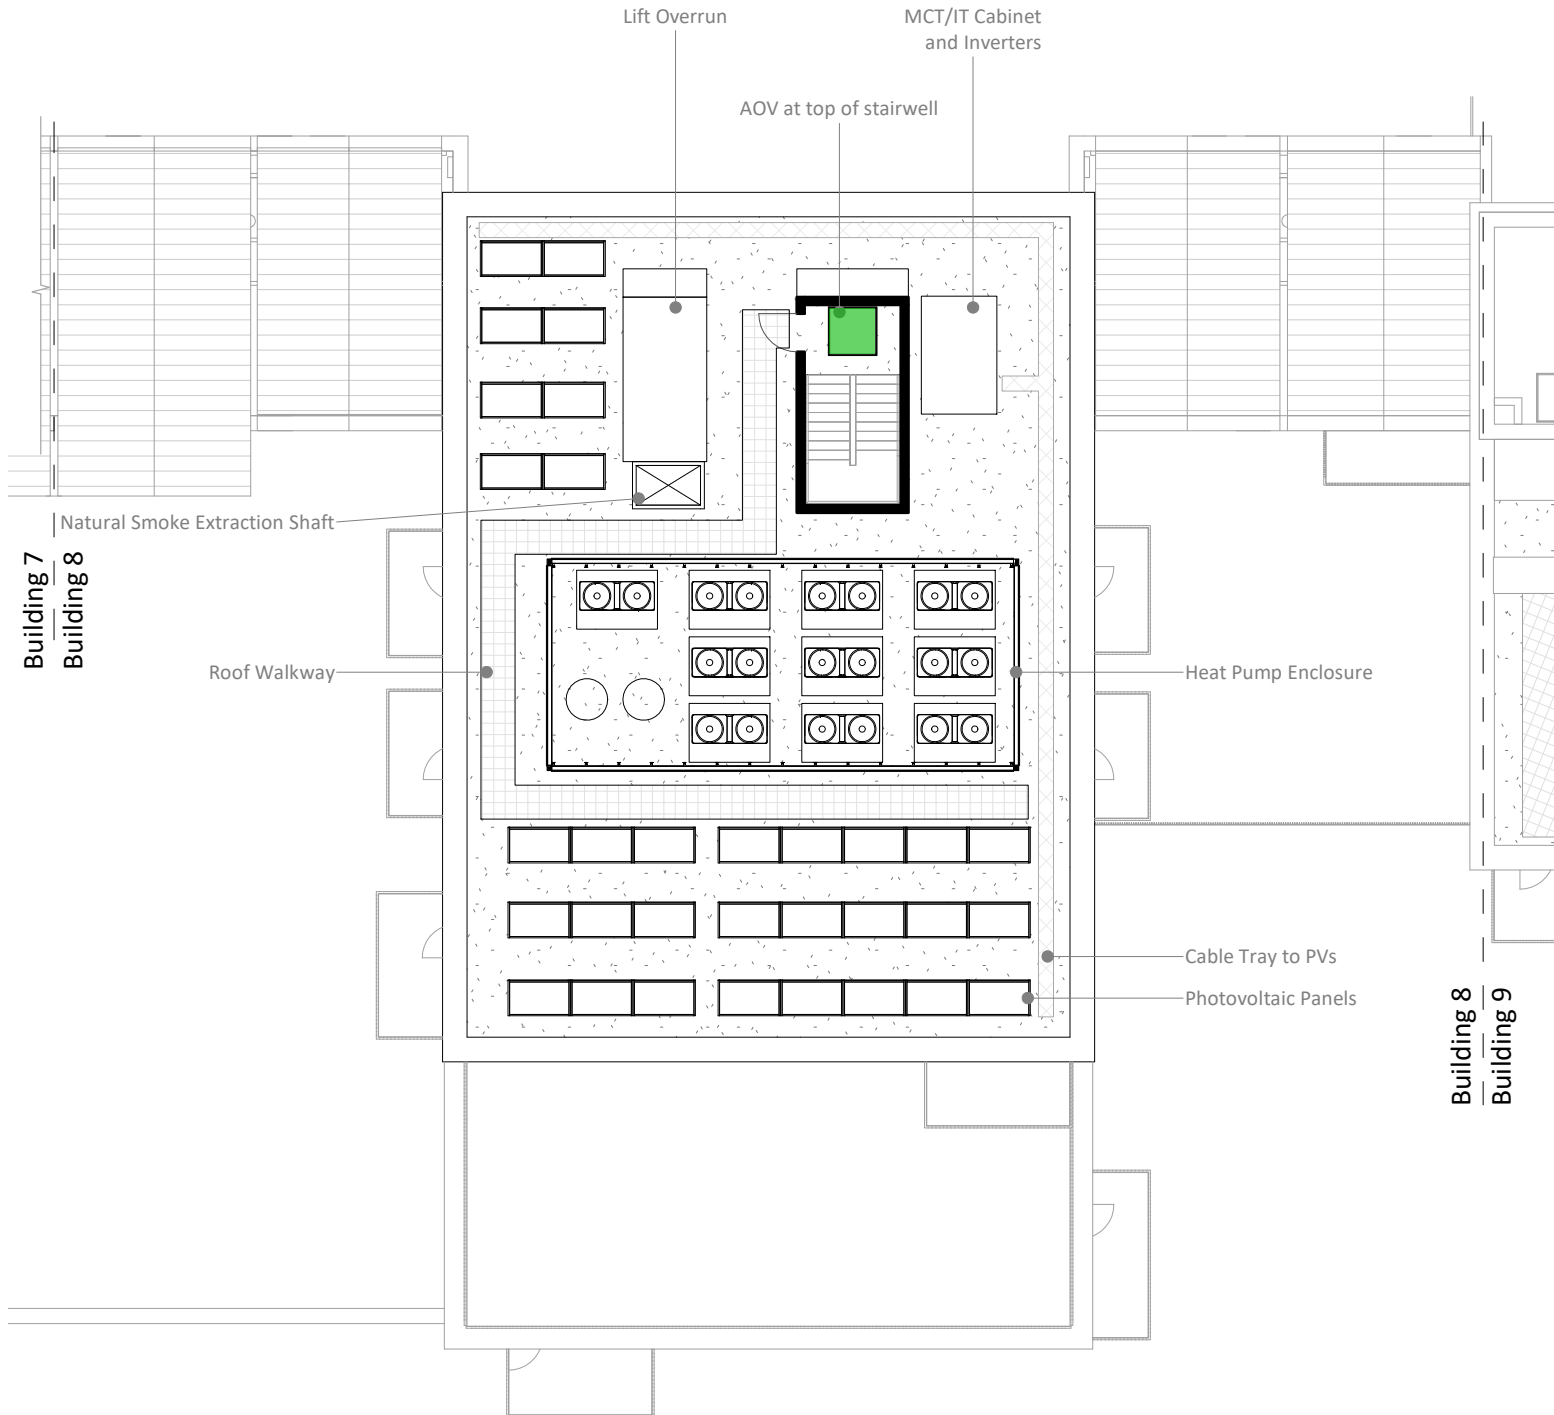 Lift Overrun
MCT/IT Cabinet
and Inverters
AOV at top of stairwell
Natural Smoke Extraction Shaft
Building 7
Building 8
Roof Walkway
Heat Pump Enclosure
Cable Tray to PVs
Photovoltaic Panels
Building 8
Building 9